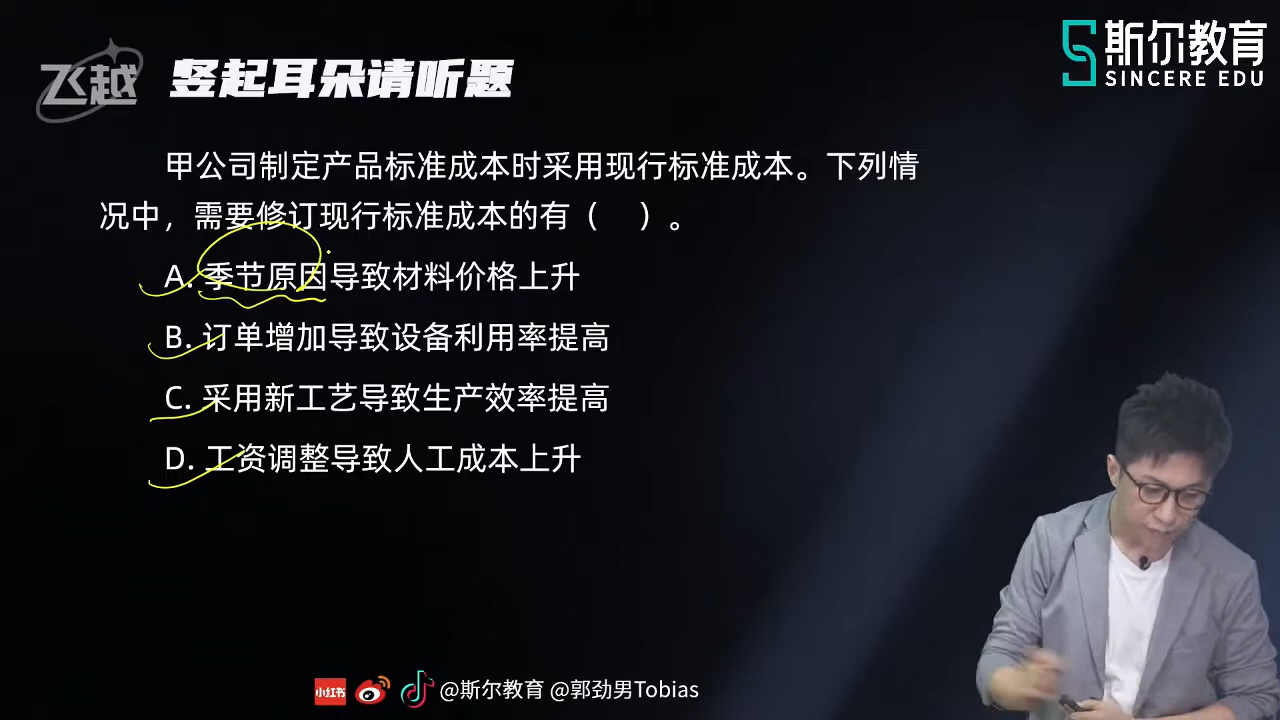 飞越
竖起耳朵请听题
斯尔教育
SINCERE EDU
甲公司制定产品标准成本时采用现行标准成本。下列情
况中，需要修订现行标准成本的有（ ）。
A. 季节原因导致材料价格上升
B. 订单增加导致设备利用率提高
C. 采用新工艺导致生产效率提高
D. 工资调整导致人工成本上升
小红书
@斯尔教育 @郭劲男Tobias